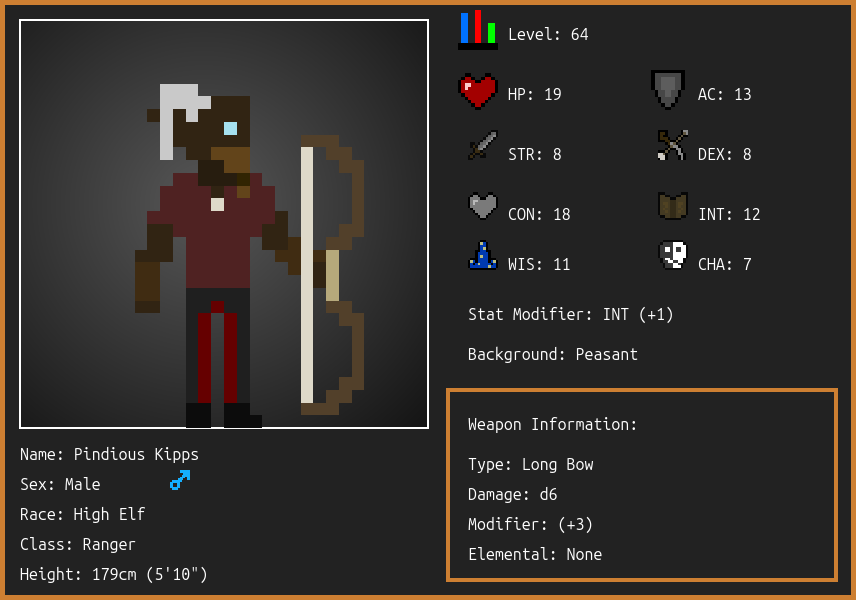 Level: 64
HP: 19
AC: 13
STR: 8
DEX: 8
CON: 18
INT: 12
WIS: 11
CHA: 7
Stat Modifier: INT (+1)
Background: Peasant
Name: Pindious Kipps
Sex: Male
Race: High Elf
Class: Ranger
Height: 179cm (5'10")
Weapon Information:
Type: Long Bow
Damage: d6
Modifier: (+3)
Elemental: None